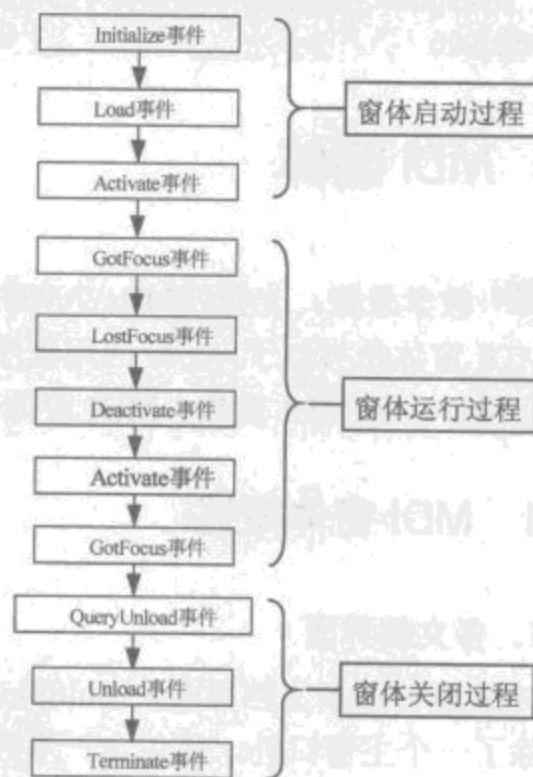 Initialize事件
Load事件
Activate事件
窗体启动过程
GotFocus事件
LostFocus事件
Deactivate事件
Activate事件
GotFocus事件
窗体运行过程
QueryUnload事件
Unload事件
Terminate事件
窗体关闭过程